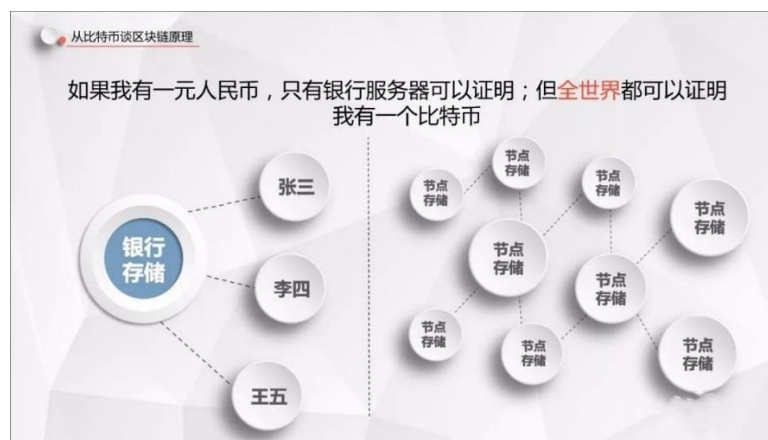 从比特币谈区块链原理
如果我有一元人民币，只有银行服务器可以证明；但全世界都可以证明
我有一个比特币
银行
存储
张三
李四
王五
节点
存储
节点
存储
节点
存储
节点
存储
节点
存储
节点
存储
节点
存储
节点
存储
节点
存储